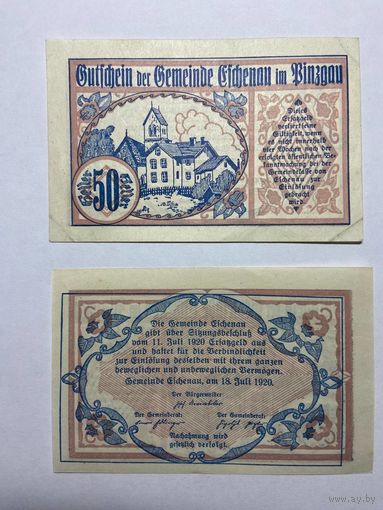 Gutschein der Gemeinde Eschenau im Pinzgau
Dieses
Ersatzgeld
verliert seine
Giltigkeit, wenn
es nicht innerhalb
vier Wochen nach der
erfolgten öffentlichen Be-
kanntmachung bei der
Gemeindekasse von
Eschenau zur
Einlösung
gebracht
wird.
Heller 50 Heller
Die Gemeinde Eschenau
gibt über Sitzungsbeschluß
vom 11. Juli 1920 Ersatzgeld aus
und haftet für die Verbindlichkeit
zur Einlösung desselben mit ihrem ganzen
beweglichen und unbeweglichen Vermögen.
Gemeinde Eschenau, am 18. Juli 1920.
Der Bürgermeister
Der Gemeinderat: Der Gemeinderat:
Nachahmung wird
gesetzlich verfolgt.
www.ay.by